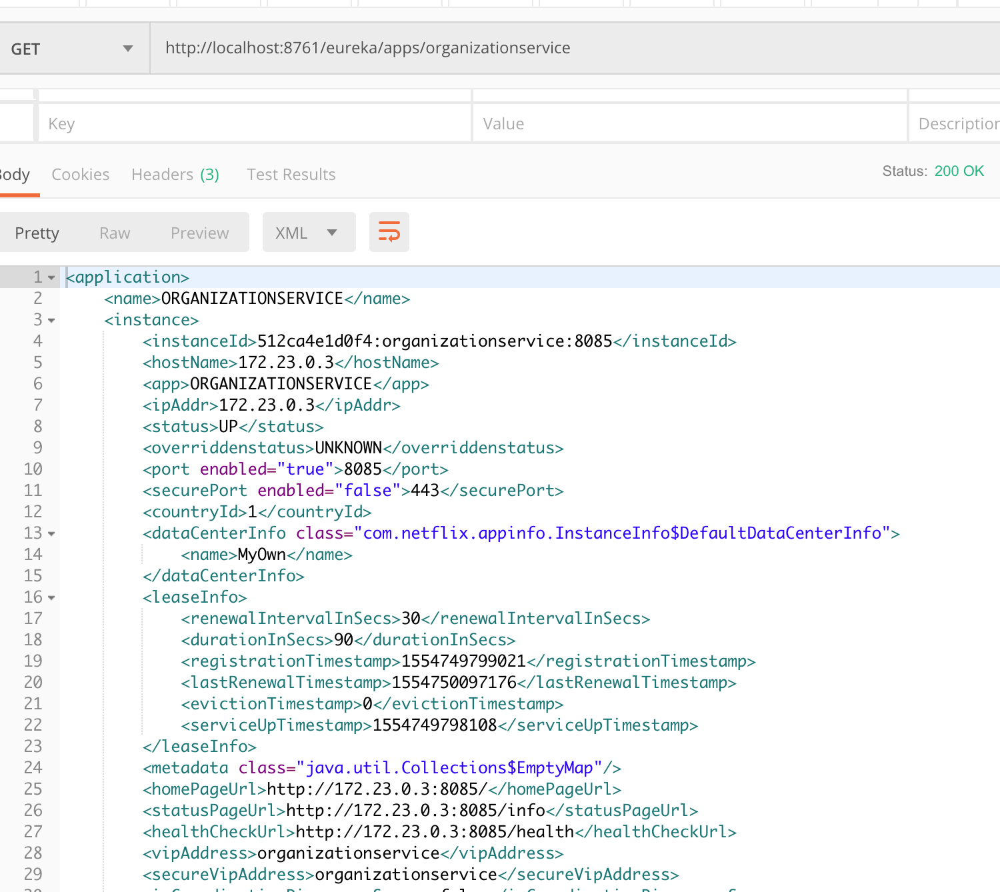 GET http://localhost:8761/eureka/apps/organizationservice
Key Value Description
Body Cookies Headers (3) Test Results Status: 200 OK
Pretty Raw Preview XML
1 <application>
2 <name>ORGANIZATIONSERVICE</name>
3 <instance>
4 <instanceId>512ca4e1d0f4:organizationservice:8085</instanceId>
5 <hostName>172.23.0.3</hostName>
6 <app>ORGANIZATIONSERVICE</app>
7 <ipAddr>172.23.0.3</ipAddr>
8 <status>UP</status>
9 <overriddenstatus>UNKNOWN</overriddenstatus>
10 <port enabled="true">8085</port>
11 <securePort enabled="false">443</securePort>
12 <countryId>1</countryId>
13 <dataCenterInfo class="com.netflix.appinfo.InstanceInfo$DefaultDataCenterInfo">
14 <name>MyOwn</name>
15 </dataCenterInfo>
16 <leaseInfo>
17 <renewalIntervalInSecs>30</renewalIntervalInSecs>
18 <durationInSecs>90</durationInSecs>
19 <registrationTimestamp>1554749799021</registrationTimestamp>
20 <lastRenewalTimestamp>1554750097176</lastRenewalTimestamp>
21 <evictionTimestamp>0</evictionTimestamp>
22 <serviceUpTimestamp>1554749798108</serviceUpTimestamp>
23 </leaseInfo>
24 <metadata class="java.util.Collections$EmptyMap"/>
25 <homePageUrl>http://172.23.0.3:8085/</homePageUrl>
26 <statusPageUrl>http://172.23.0.3:8085/info</statusPageUrl>
27 <healthCheckUrl>http://172.23.0.3:8085/health</healthCheckUrl>
28 <vipAddress>organizationservice</vipAddress>
29 <secureVipAddress>organizationservice</secureVipAddress>